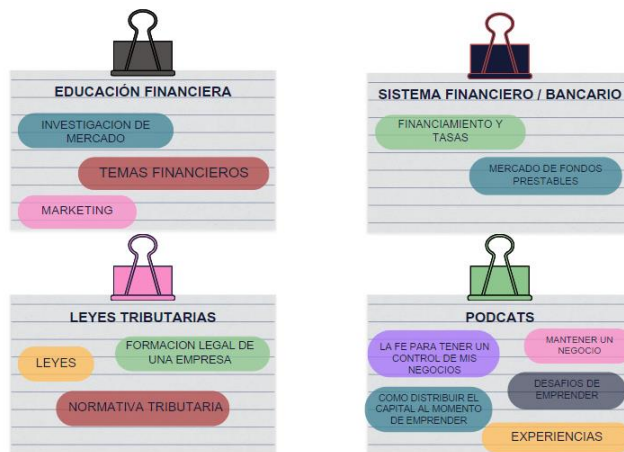 EDUCACIÓN FINANCIERA
INVESTIGACION DE
MERCADO
TEMAS FINANCIEROS
MARKETING
SISTEMA FINANCIERO / BANCARIO
FINANCIAMIENTO Y
TASAS
MERCADO DE FONDOS
PRESTABLES
LEYES TRIBUTARIAS
FORMACION LEGAL DE
UNA EMPRESA
LEYES
NORMATIVA TRIBUTARIA
PODCATS
LA FE PARA TENER UN
CONTROL DE MIS
NEGOCIOS
MANTENER UN
NEGOCIO
DESAFIOS DE
EMPRENDER
COMO DISTRIBUIR EL
CAPITAL AL MOMENTO
DE EMPRENDER
EXPERIENCIAS